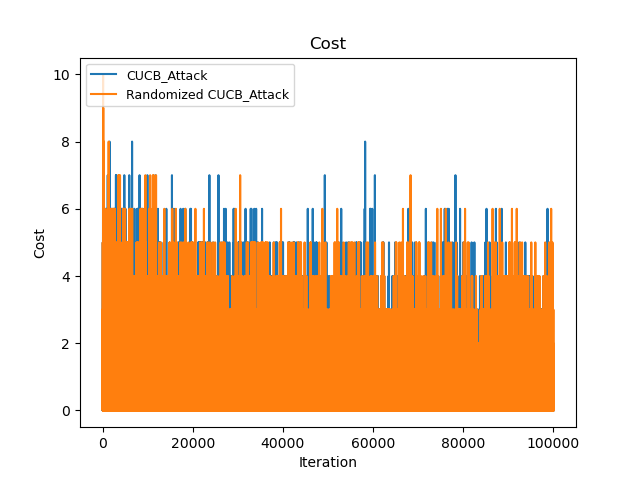 Cost
CUCB_Attack
Randomized CUCB_Attack
10
8
6
4
2
0
Cost
0 20000 40000 60000 80000 100000
Iteration